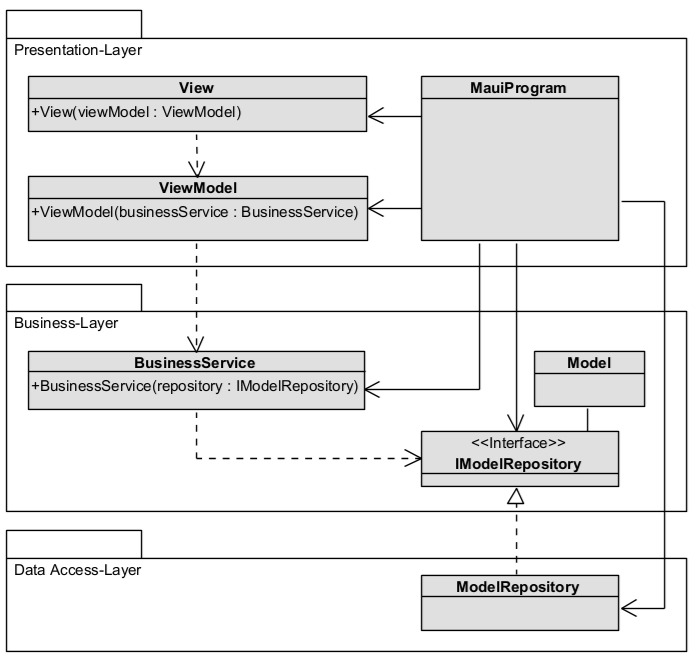 Presentation-Layer
View
+View(viewModel : ViewModel)
MauiProgram
ViewModel
+ViewModel(businessService : BusinessService)
Business-Layer
BusinessService
+BusinessService(repository : IModelRepository)
Model
<<Interface>>
IModelRepository
Data Access-Layer
ModelRepository